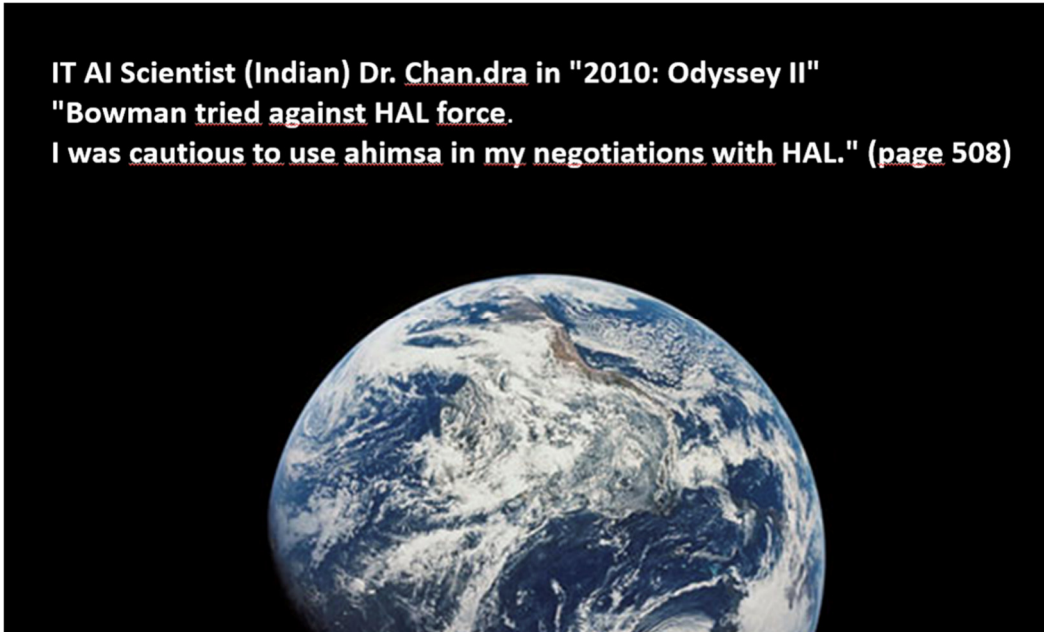 IT AI Scientist (Indian) Dr. Chan.dra in "2010: Odyssey II"
"Bowman tried against HAL force.
I was cautious to use ahimsa in my negotiations with HAL." (page 508)